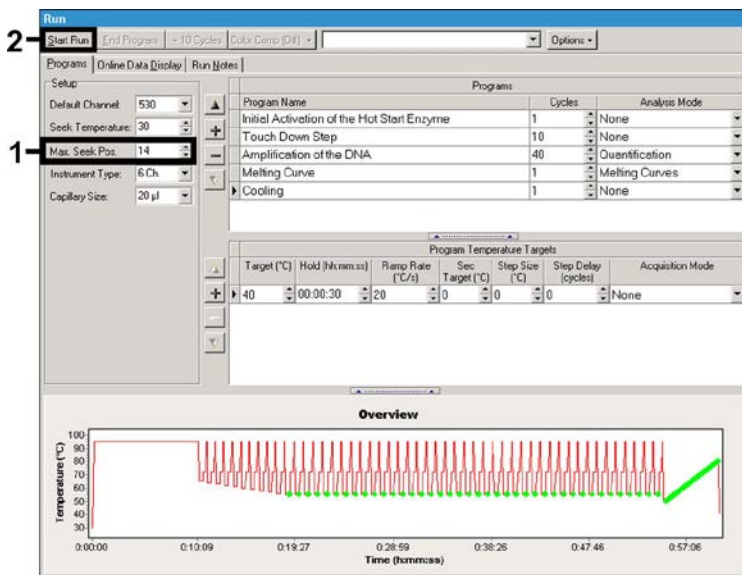 Run
2
Start Run End Program + 10 Cycles Color Comp (Off) Options
Programs Online Data Display Run Notes
Setup
Default Channel: 530
Seek Temperature: 30
1
Max. Seek Pos. 14
Instrument Type: 6 Ch.
Capillary Size: 20 µl
Programs
Program Name Cycles Analysis Mode
Initial Activation of the Hot Start Enzyme 1 None
Touch Down Step 10 None
Amplification of the DNA 40 Quantification
Melting Curve 1 Melting Curves
Cooling 1 None
Program Temperature Targets
Target (°C) Hold (hh:mm:ss) Ramp Rate (°C/s) Sec Target (°C) Step Size (°C) Step Delay (cycles) Acquisition Mode
40 00:00:30 20 0 0 0 None
Overview
Temperature (°C)
100
90
80
70
60
50
40
30
0:00:00 0:10:09 0:19:27 0:28:59 0:38:26 0:47:46 0:57:06
Time (h:mm:ss)